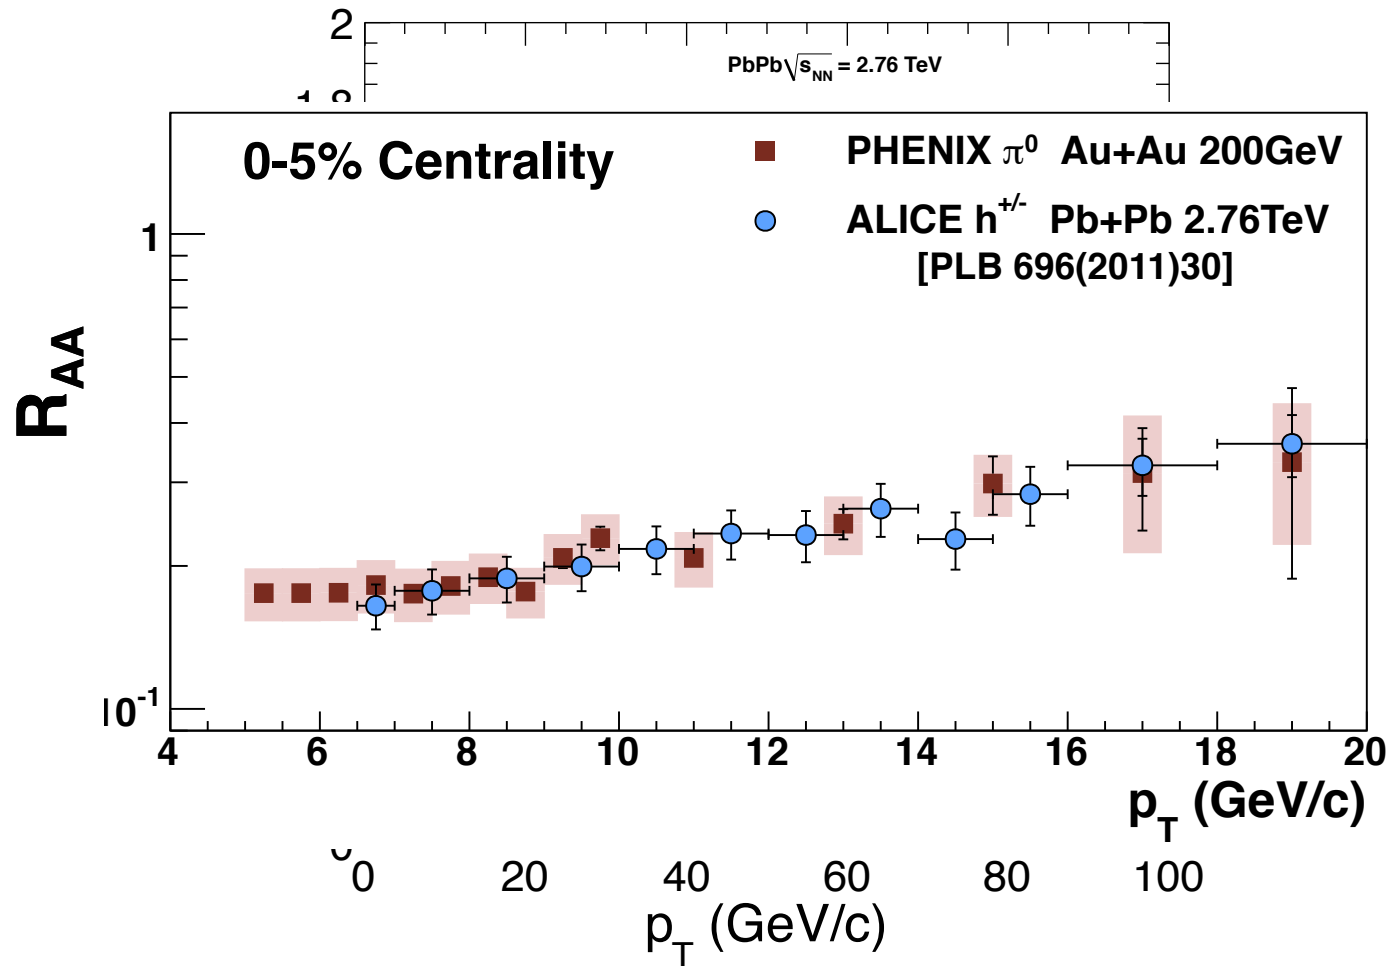 2
PbPb√sNN = 2.76 TeV
0-5% Centrality
PHENIX π0 Au+Au 200GeV
ALICE h+/- Pb+Pb 2.76TeV
[PLB 696(2011)30]
1
RAA
10-1
4 6 8 10 12 14 16 18 20
pT (GeV/c)
0 20 40 60 80 100
pT (GeV/c)